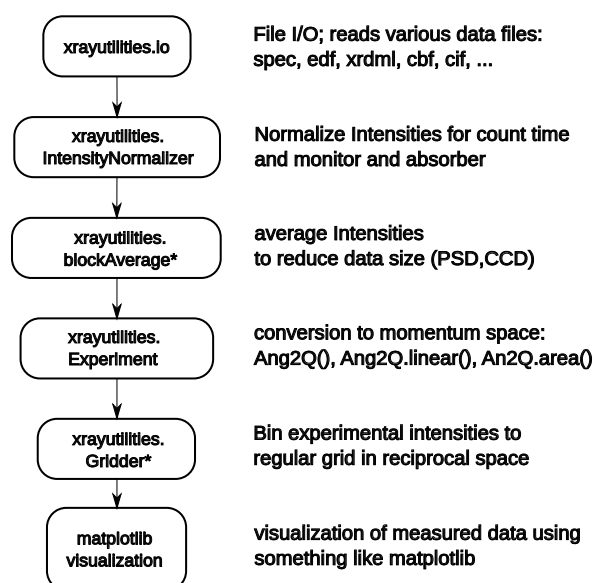 xrayutilities.io
File I/O; reads various data files:
spec, edf, xrdml, cbf, cif, ...
xrayutilities.
IntensityNormalizer
Normalize Intensities for count time
and monitor and absorber
xrayutilities.
blockAverage*
average Intensities
to reduce data size (PSD,CCD)
xrayutilities.
Experiment
conversion to momentum space:
Ang2Q(), Ang2Q.linear(), An2Q.area()
xrayutilities.
Gridder*
Bin experimental intensities to
regular grid in reciprocal space
matplotlib
visualization
visualization of measured data using
something like matplotlib